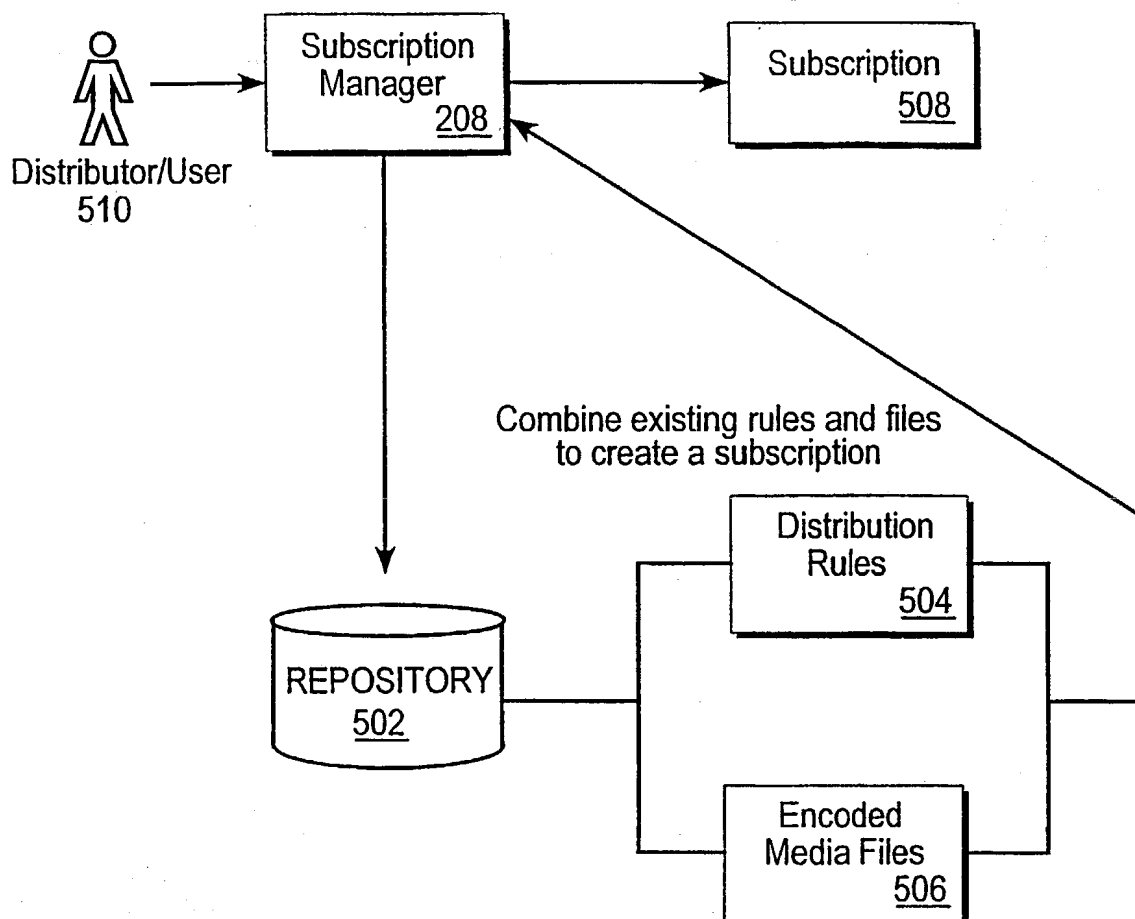 Subscription
Manager
208
Subscription
508
Distributor/User
510
Combine existing rules and files
to create a subscription
Distribution
Rules
504
REPOSITORY
502
Encoded
Media Files
506